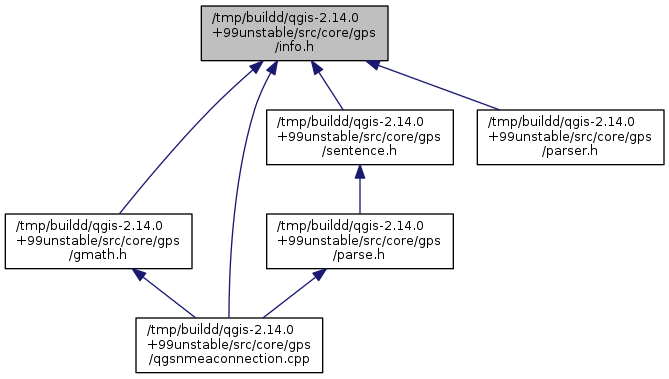 /tmp/buildd/qgis-2.14.0
+99unstable/src/core/gps
/info.h
/tmp/buildd/qgis-2.14.0
+99unstable/src/core/gps
/sentence.h
/tmp/buildd/qgis-2.14.0
+99unstable/src/core/gps
/parser.h
/tmp/buildd/qgis-2.14.0
+99unstable/src/core/gps
/gmath.h
/tmp/buildd/qgis-2.14.0
+99unstable/src/core/gps
/parse.h
/tmp/buildd/qgis-2.14.0
+99unstable/src/core/gps
/qgsnmeaconnection.cpp